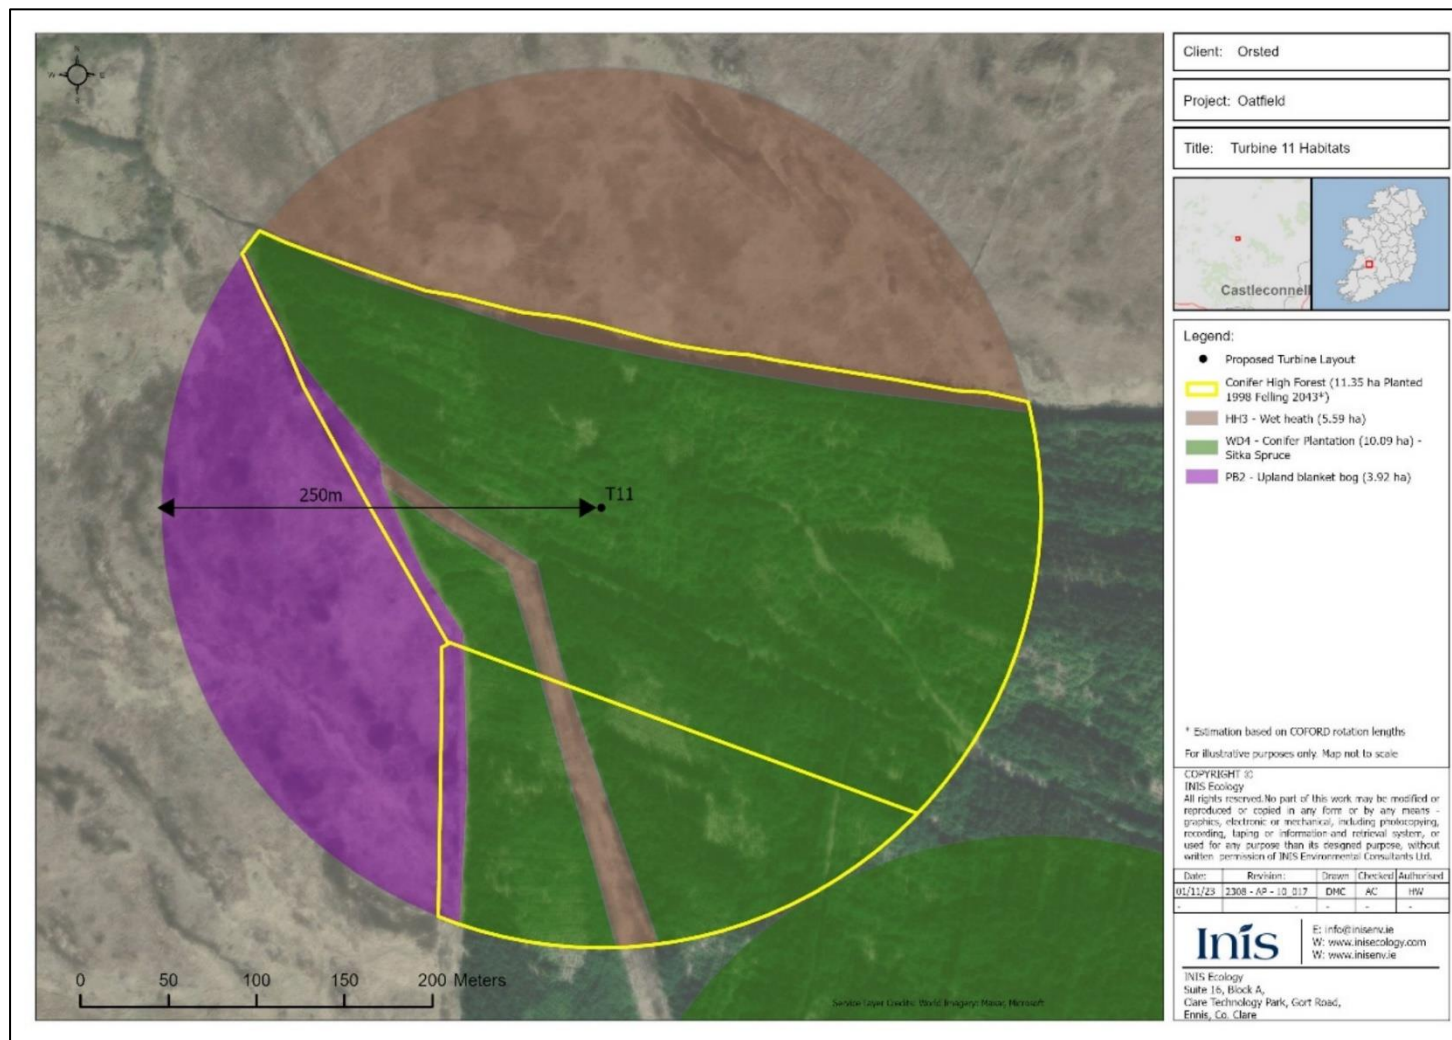 N
W
E
S
250m
T11
0 50 100 150 200 Meters
Service Layer Credits: World Imagery: Maxar, Microsoft
Client: Orsted
Project: Oatfield
Title: Turbine 11 Habitats
Castleconnell
Legend:
Proposed Turbine Layout
Conifer High Forest (11.35 ha Planted
1998 Felling 2043*)
HH3 - Wet heath (5.59 ha)
WD4 - Conifer Plantation (10.09 ha) -
Sitka Spruce
PB2 - Upland blanket bog (3.92 ha)
* Estimation based on COFORD rotation lengths
For illustrative purposes only. Map not to scale
COPYRIGHT ©
INIS Ecology
All rights reserved.No part of this work may be modified or
reproduced or copied in any form or by any means -
graphics, electronic or mechanical, including photocopying,
recording, taping or information and retrieval system, or
used for any purpose than its designed purpose, without
written permission of INIS Environmental Consultants Ltd.
Date: Revision: Drawn Checked Authorised
01/11/23 2308 - AP - 10_017 DMC AC HW
- - - - -
Inis
E: info@inisenv.ie
W: www.inisecology.com
W: www.inisenv.ie
INIS Ecology
Suite 16, Block A,
Clare Technology Park, Gort Road,
Ennis, Co. Clare